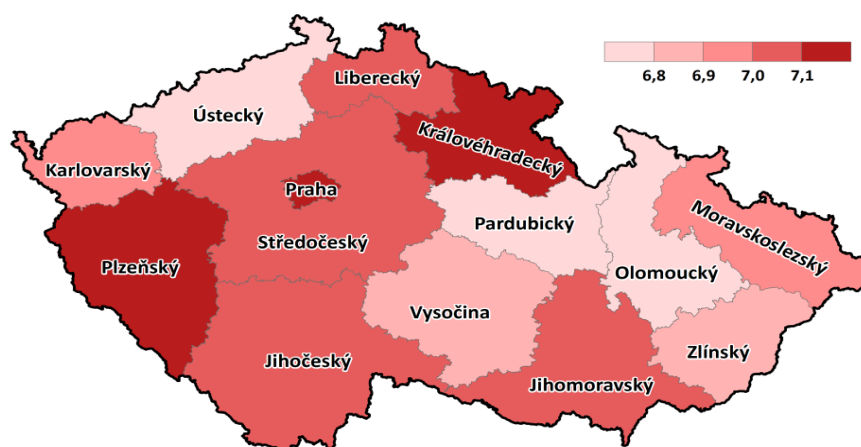 6,8 6,9 7,0 7,1
Liberecký
Ústecký
Královéhradecký
Karlovarský
Praha
Pardubický
Moravskoslezský
Středočeský
Plzeňský
Olomoucký
Vysočina
Zlínský
Jihočeský
Jihomoravský